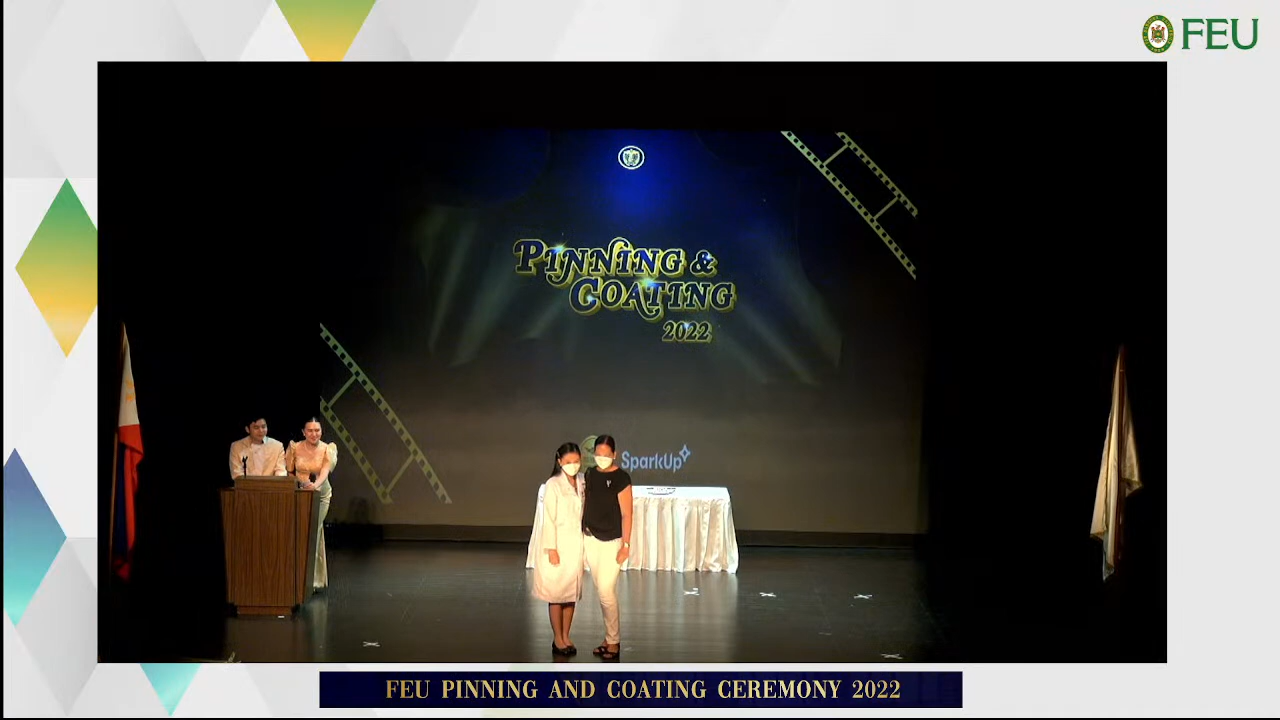 FEU
PINNING &
COATING
2022
SparkUp
FEU PINNING AND COATING CEREMONY 2022